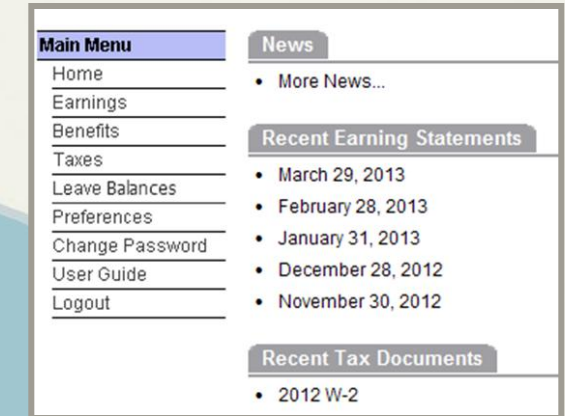 Main Menu
Home
Earnings
Benefits
Taxes
Leave Balances
Preferences
Change Password
User Guide
Logout
News
• More News...
Recent Earning Statements
• March 29, 2013
• February 28, 2013
• January 31, 2013
• December 28, 2012
• November 30, 2012
Recent Tax Documents
• 2012 W-2